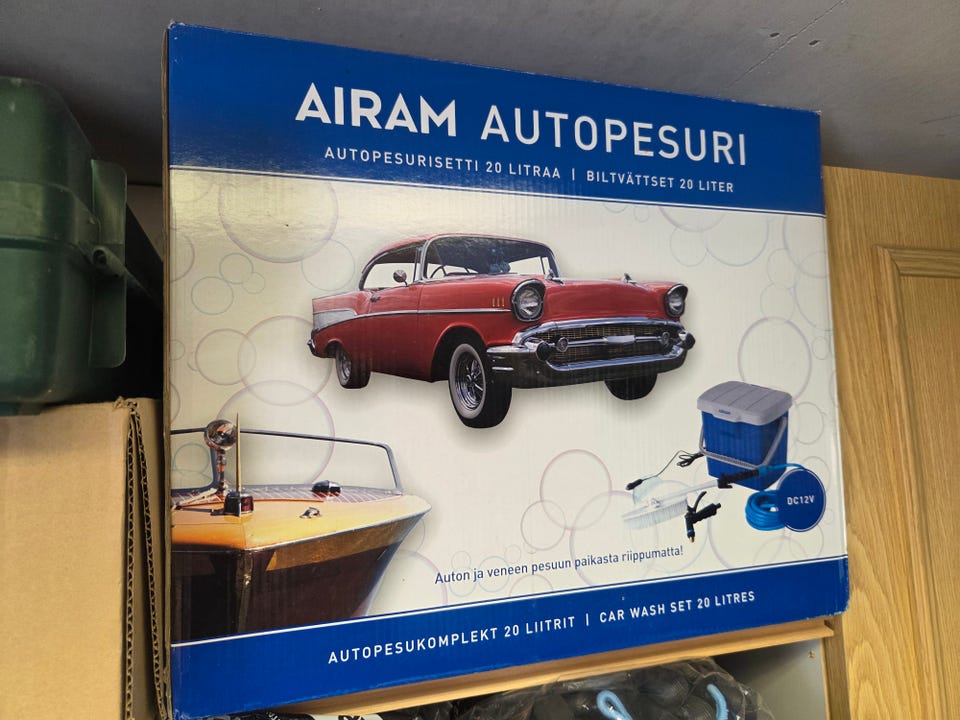 AIRAM AUTOPESURI
AUTOPESURISETTI 20 LITRAA | BILTVÄTTSET 20 LITER
AIRAM
DC12V
Auton ja veneen pesuun paikasta riippumatta!
AUTOPESUKOMPLEKT 20 LIITRIT | CAR WASH SET 20 LITRES